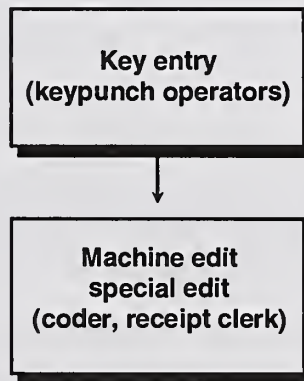 Key entry
(keypunch operators)
Machine edit
special edit
(coder, receipt clerk)